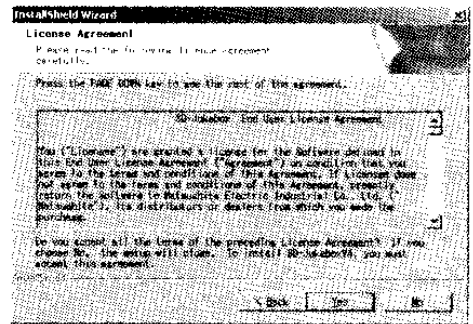 InstallShield Wizard
License Agreement
Please read the following license agreement
carefully.
Press the PAGE DOWN key to see the rest of the agreement.
SD-Jukebox End User License Agreement
You ("Licensee") are granted a license for the Software defined in
this End User License Agreement ("Agreement") on condition that you
agree to the terms and conditions of this Agreement. If Licensee does
not agree to the terms and conditions of this Agreement, promptly
return the Software to Matsushita Electric Industrial Co., Ltd. (
"Matsushita"), its distributors or dealers from which you made the
purchase.
Do you accept all the terms of the preceding License Agreement? If you
choose No, the setup will close. To install SD-JukeboxV4, you must
accept this agreement.
InstallShield
< Back
Yes
No